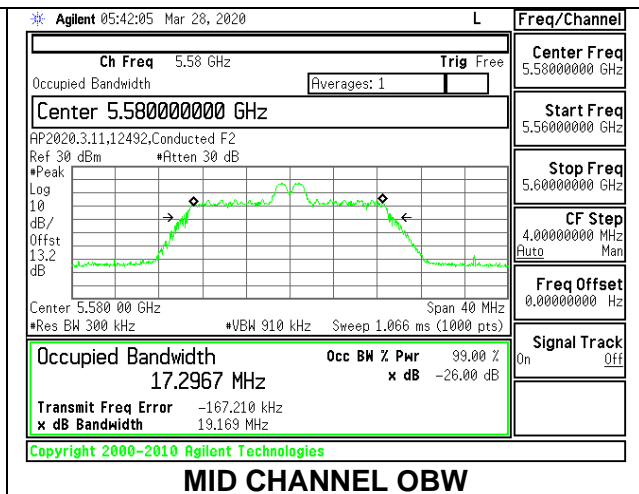 Agilent 05:42:05 Mar 28, 2020 L
Ch Freq 5.58 GHz Trig Free
Occupied Bandwidth Averages: 1
Center 5.580000000 GHz
AP2020.3.11,12492,Conducted F2
Ref 30 dBm #Atten 30 dB
#Peak
Log
10
dB/
Offst
13.2
dB
Center 5.580 00 GHz Span 40 MHz
#Res BW 300 kHz #VBW 910 kHz Sweep 1.066 ms (1000 pts)
Occupied Bandwidth Occ BW % Pwr 99.00 %
17.2967 MHz x dB -26.00 dB
Transmit Freq Error -167.210 kHz
x dB Bandwidth 19.169 MHz
Copyright 2000-2010 Agilent Technologies
Freq/Channel
Center Freq
5.58000000 GHz
Start Freq
5.56000000 GHz
Stop Freq
5.60000000 GHz
CF Step
4.00000000 MHz
Auto Man
Freq Offset
0.00000000 Hz
Signal Track
On Off
MID CHANNEL OBW